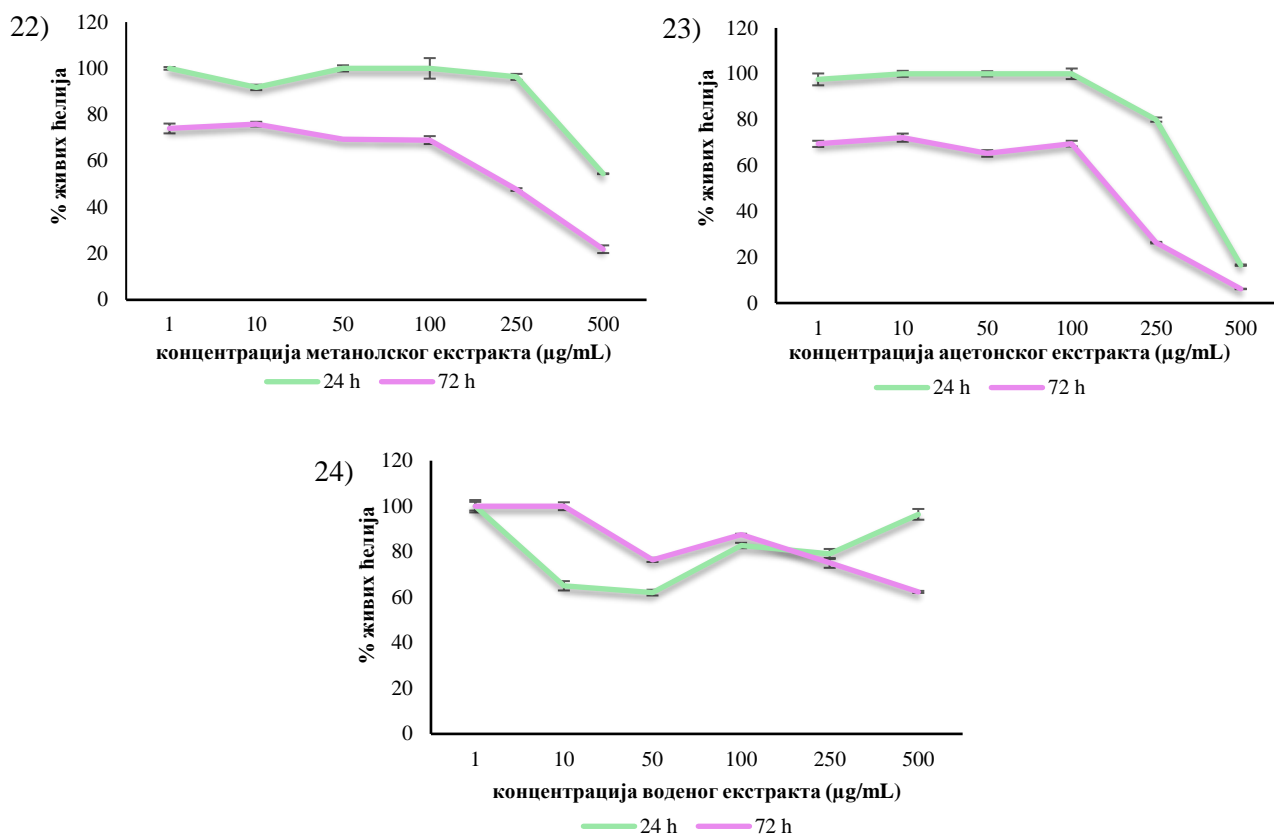 22)
% живих ћелија
120
100
80
60
40
20
0
1 10 50 100 250 500
концентрација метанолског екстракта (µg/mL)
24 h 72 h
23)
% живих ћелија
120
100
80
60
40
20
0
1 10 50 100 250 500
концентрација ацетонског екстракта (µg/mL)
24 h 72 h
24)
% живих ћелија
120
100
80
60
40
20
0
1 10 50 100 250 500
концентрација воденог екстракта (µg/mL)
24 h 72 h